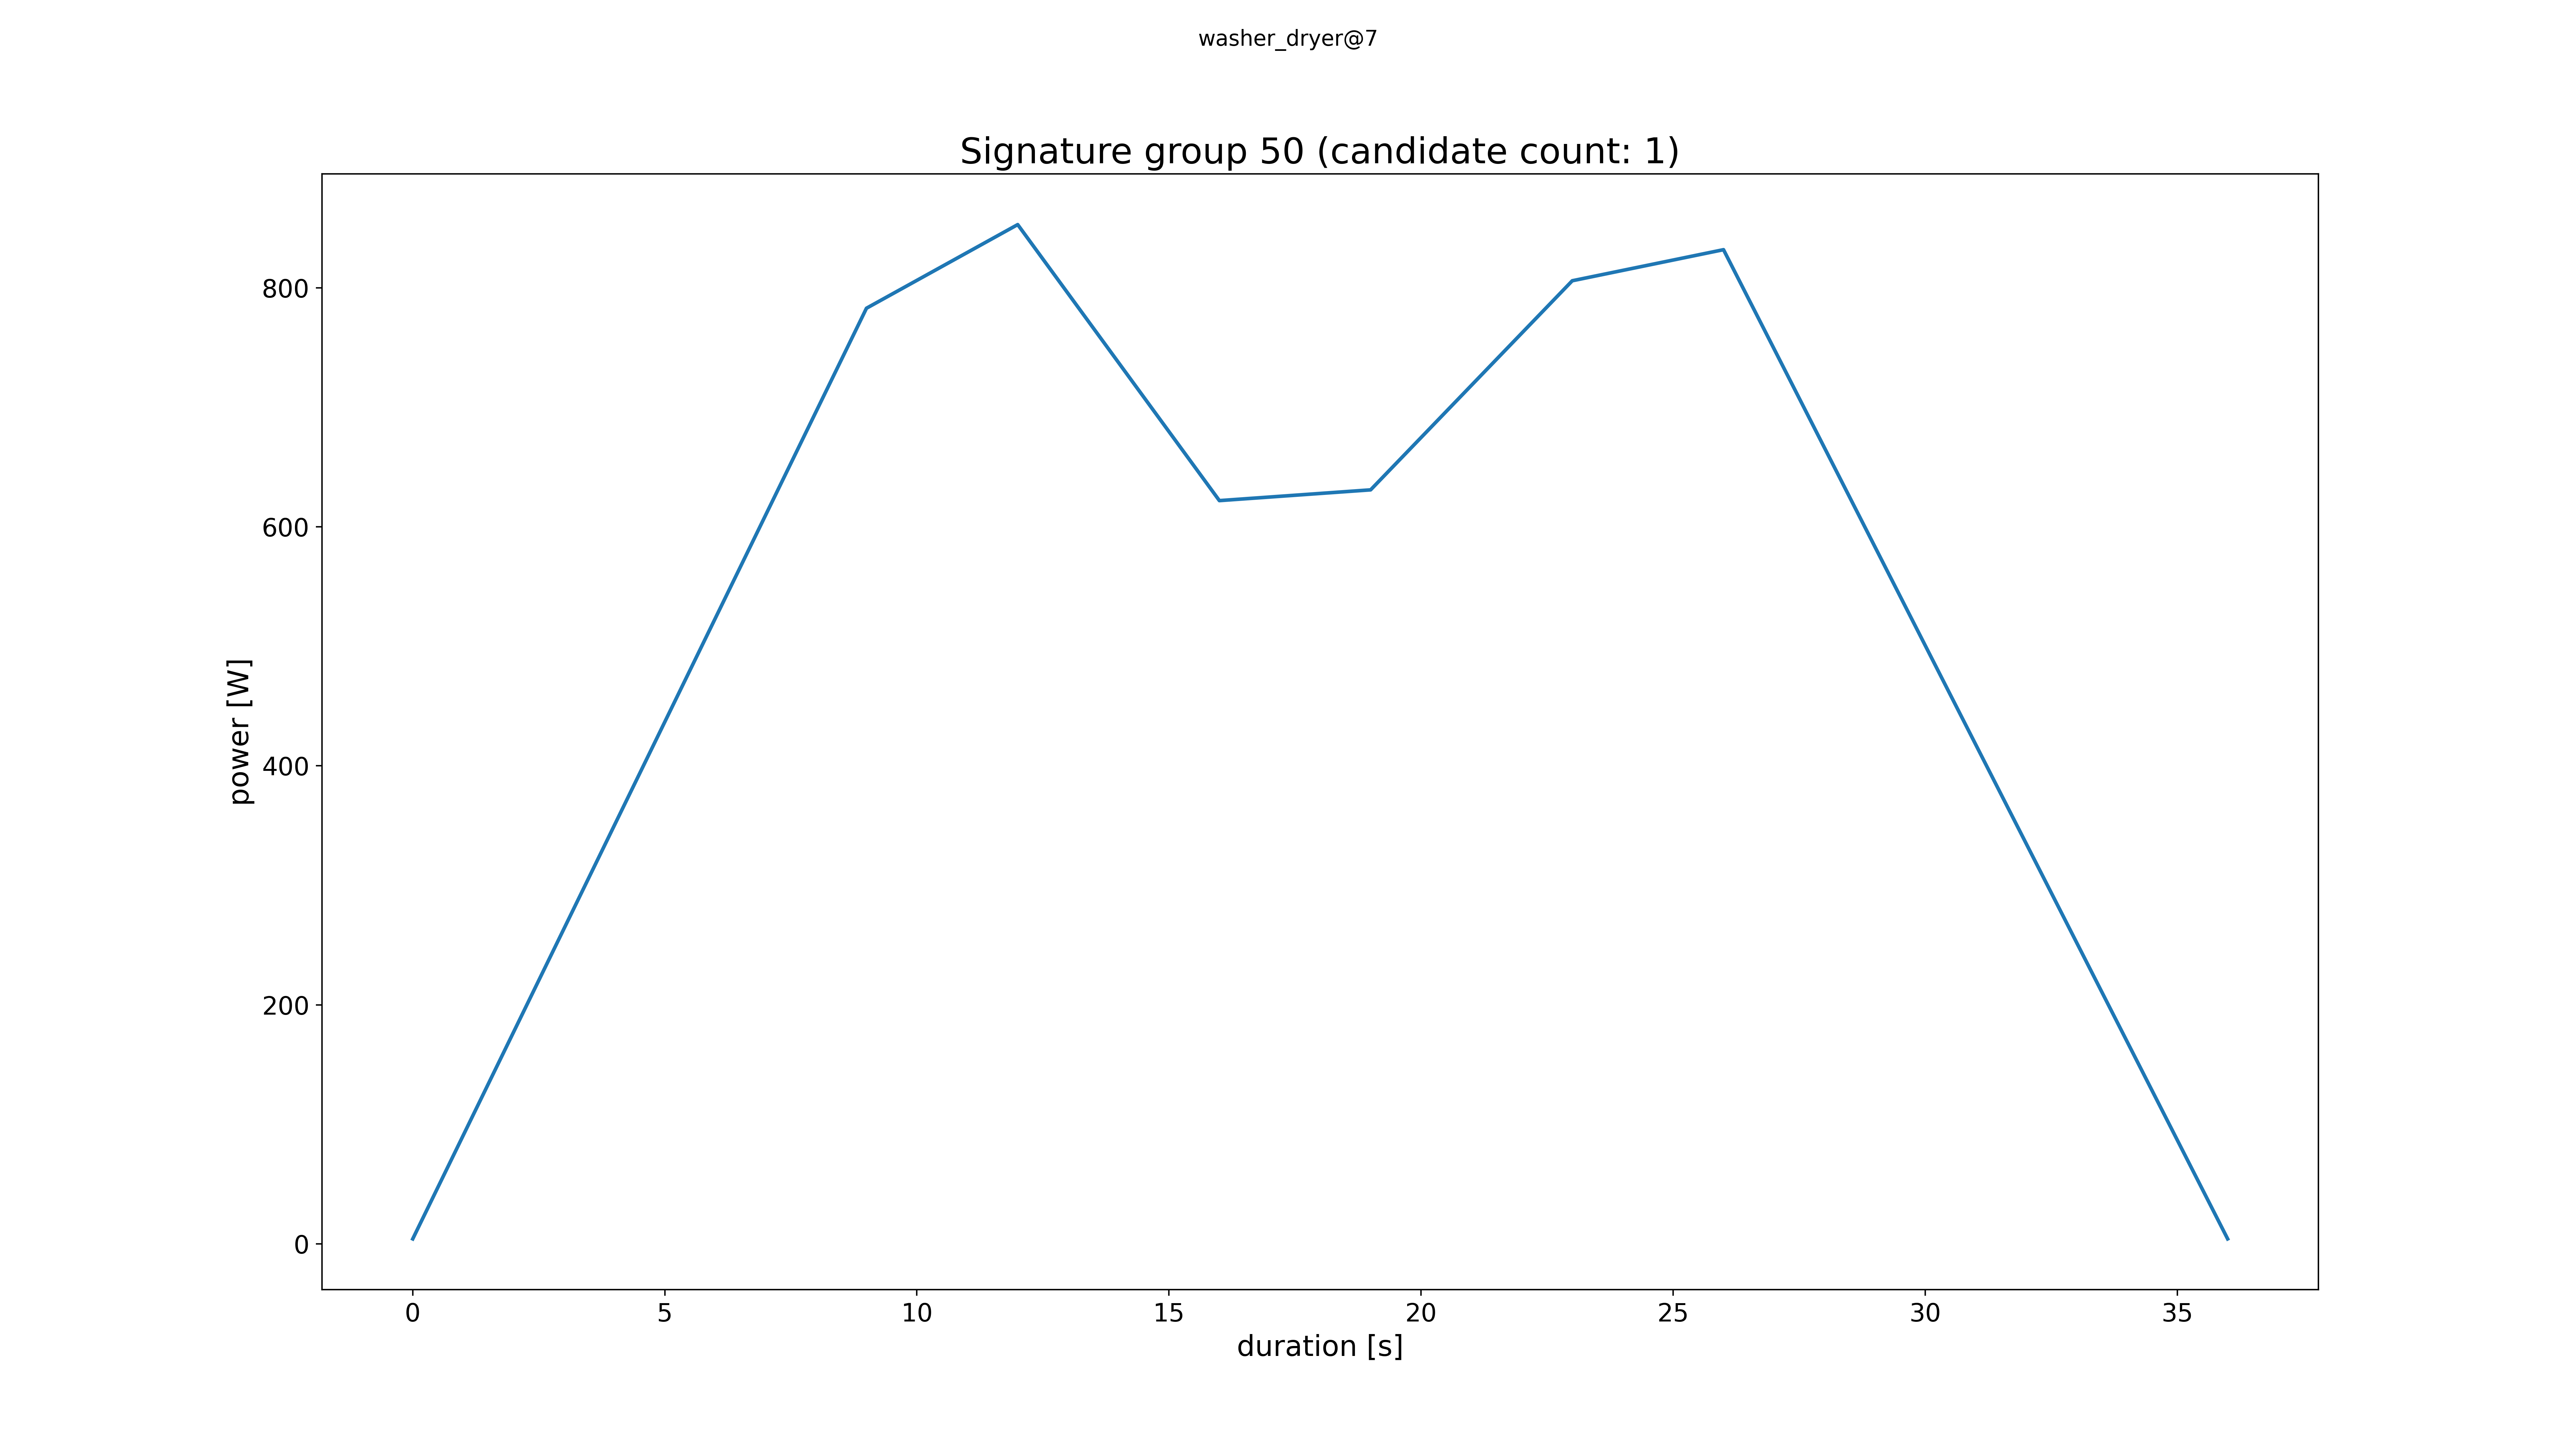 washer_dryer@7
Signature group 50 (candidate count: 1)
800
600
400
200
0
power [W]
0 5 10 15 20 25 30 35
duration [s]